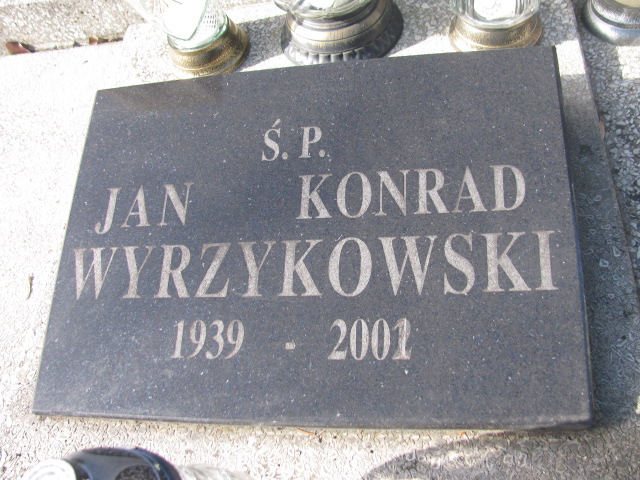 Ś. P.
JAN KONRAD
WYRZYKOWSKI
1939 - 2001